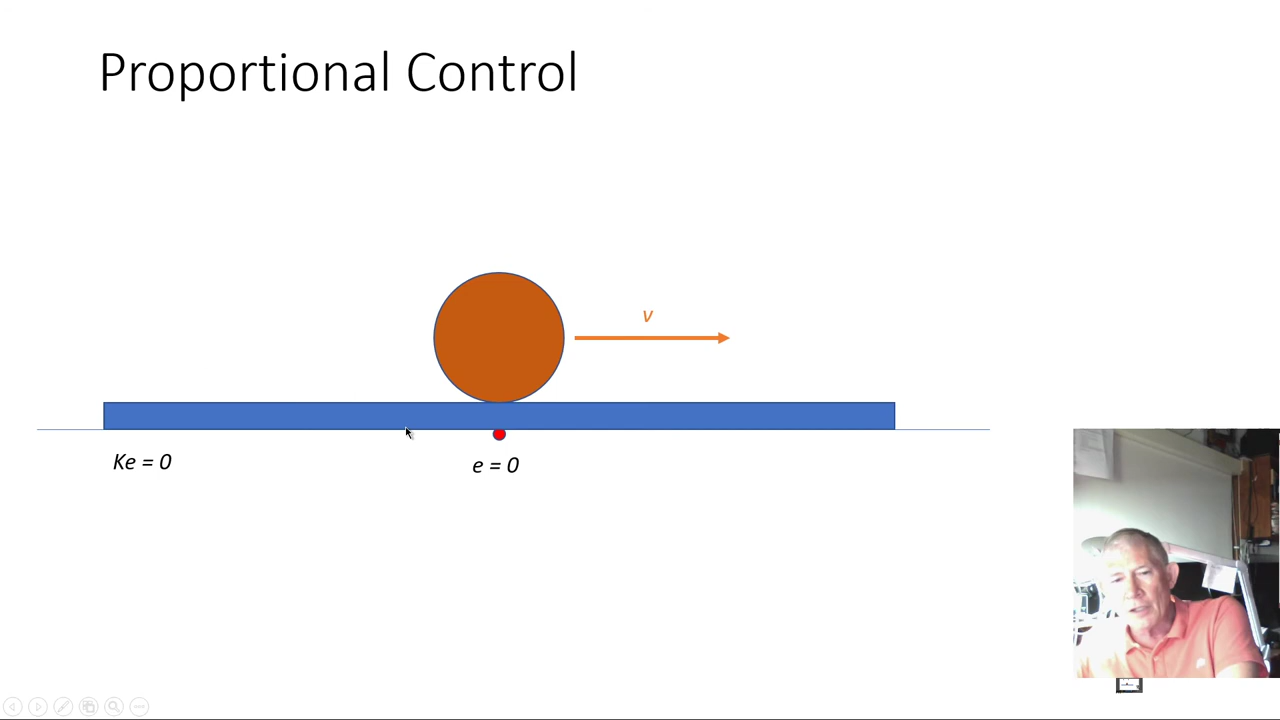 Proportional Control
v
Ke = 0
e = 0